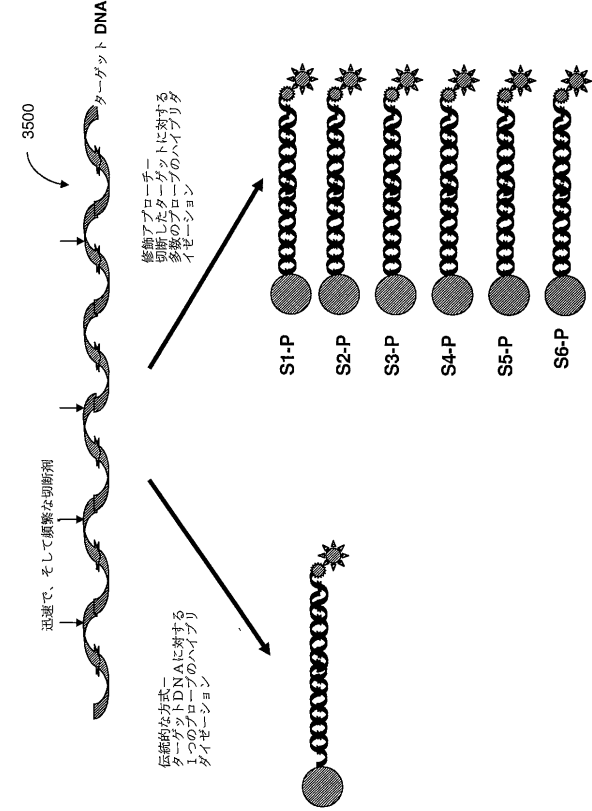 3500
ターゲット DNA
迅速で、そして頻繁な切断剤
伝統的な方式－
ターゲットDNAに対する
1つのプローブのハイブリ
ダイゼーション
修飾アプローチ－
切断したターゲットに対する
多数のプローブのハイブリダ
イゼーション
S1-P
S2-P
S3-P
S4-P
S5-P
S6-P